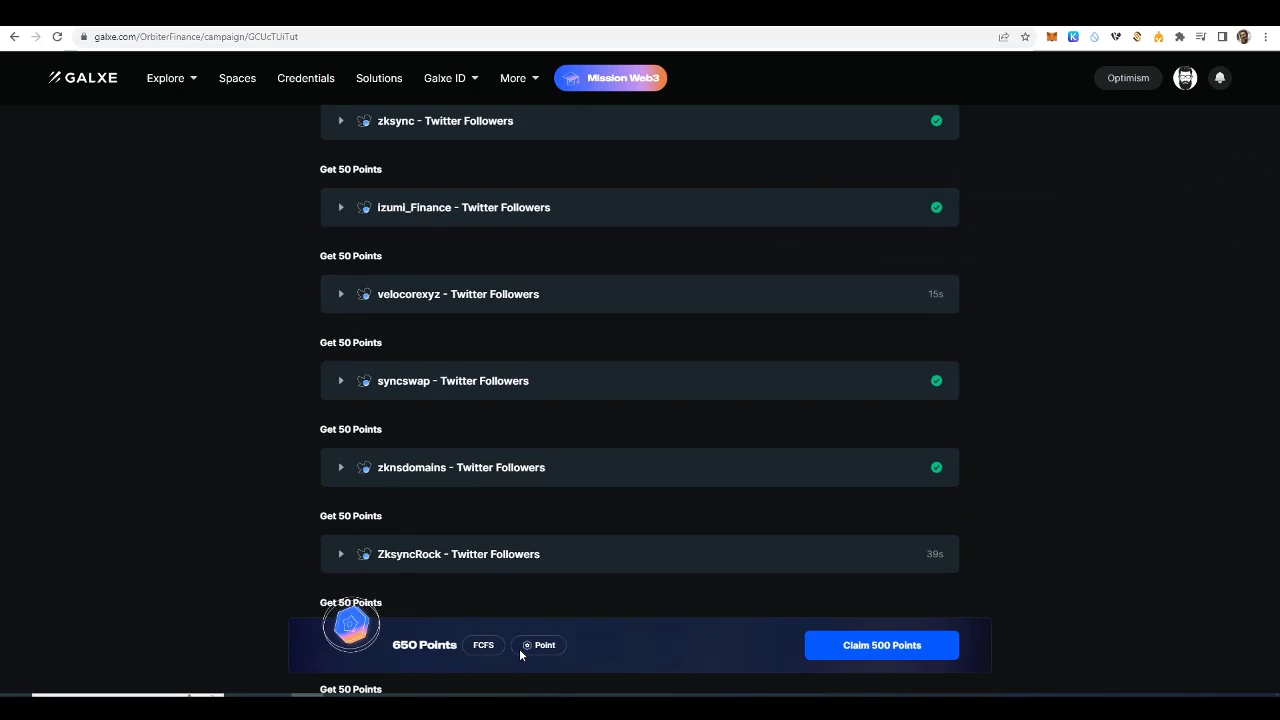 galxe.com/OrbiterFinance/campaign/GCUcTUiTut
GALXE
Explore
Spaces
Credentials
Solutions
Galxe ID
More
Mission Web3
Optimism
zksync - Twitter Followers
Get 50 Points
izumi_Finance - Twitter Followers
Get 50 Points
velocorexyz - Twitter Followers
15s
Get 50 Points
syncswap - Twitter Followers
Get 50 Points
zknsdomains - Twitter Followers
Get 50 Points
ZksyncRock - Twitter Followers
39s
Get 50 Points
650 Points
FCFS
Point
Claim 500 Points
Get 50 Points